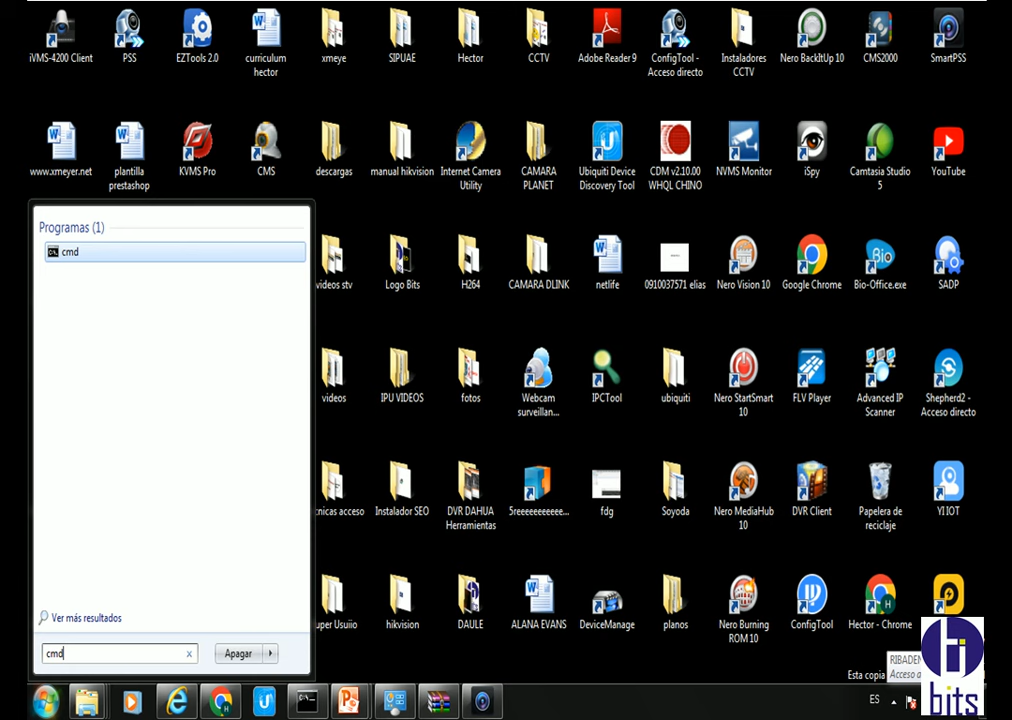 iVMS-4200 Client
PSS
EZTools 2.0
curriculum
hector
xmeye
SIPUAE
Hector
CCTV
Adobe Reader 9
ConfigTool -
Acceso directo
Instaladores
CCTV
Nero BackItUp 10
CMS2000
SmartPSS
www.xmeyer.net
plantilla
prestashop
KVMS Pro
CMS
descargas
manual hikvision
Internet Camera
Utility
CAMARA
PLANET
Ubiquiti Device
Discovery Tool
CDM v2.10.00
WHQL CHINO
NVMS Monitor
iSpy
Camtasia Studio
5
YouTube
Programas (1)
cmd
videos stv
Logo Bits
H264
CAMARA DLINK
netlife
0910037571 elias
Nero Vision 10
Google Chrome
Bio-Office.exe
SADP
videos
IPU VIDEOS
fotos
Webcam
surveillan...
IPCTool
ubiquiti
Nero StartSmart
10
FLV Player
Advanced IP
Scanner
Shepherd2 -
Acceso directo
cnicas acceso
Instalador SEO
DVR DAHUA
Herramientas
5reeeeeeeeeee...
fdg
Soyoda
Nero MediaHub
10
DVR Client
Papelera de
reciclaje
YI IOT
uper Usuiio
hikvision
DAULE
ALANA EVANS
DeviceManage
planos
Nero Burning
ROM 10
ConfigTool
Hector - Chrome
Ver más resultados
cmd
Apagar
Esta copia
RIBADEN
Acceso a
ES
bits